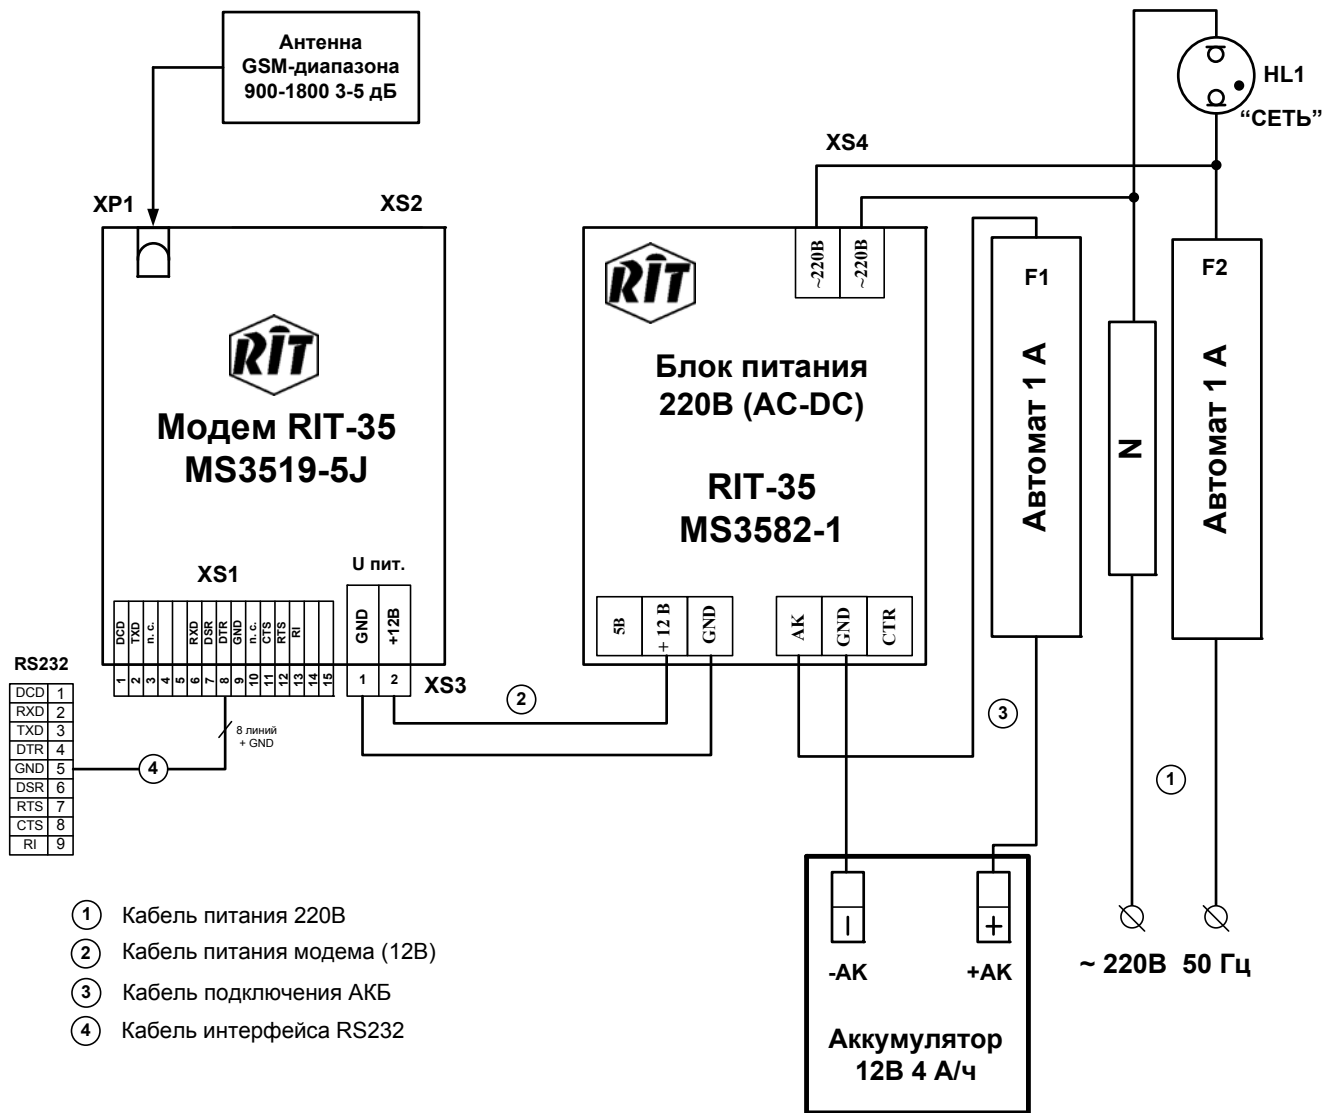 Антенна
GSM-диапазона
900-1800 3-5 дБ
HL1
“СЕТЬ”
XS4
XP1
XS2
RIT
Модем RIT-35
MS3519-5J
XS1
U пит.
DCD
TXD
п. с.
RXD
DSR
DTR
GND
п. с.
CTS
RTS
RI
1
2
3
4
5
6
7
8
9
10
11
12
13
14
15
GND
+12В
1
2
XS3
RIT
~220В
~220В
Блок питания
220В (AC-DC)
RIT-35
MS3582-1
5В
+ 12 В
GND
АК
GND
CTR
F1
Автомат 1 А
N
F2
Автомат 1 А
RS232
DCD 1
RXD 2
TXD 3
DTR 4
GND 5
DSR 6
RTS 7
CTS 8
RI 9
8 линий
+ GND
4
2
3
1
1 Кабель питания 220В
2 Кабель питания модема (12В)
3 Кабель подключения АКБ
4 Кабель интерфейса RS232
–
+
-АК
+АК
Аккумулятор
12В 4 А/ч
~ 220В 50 Гц